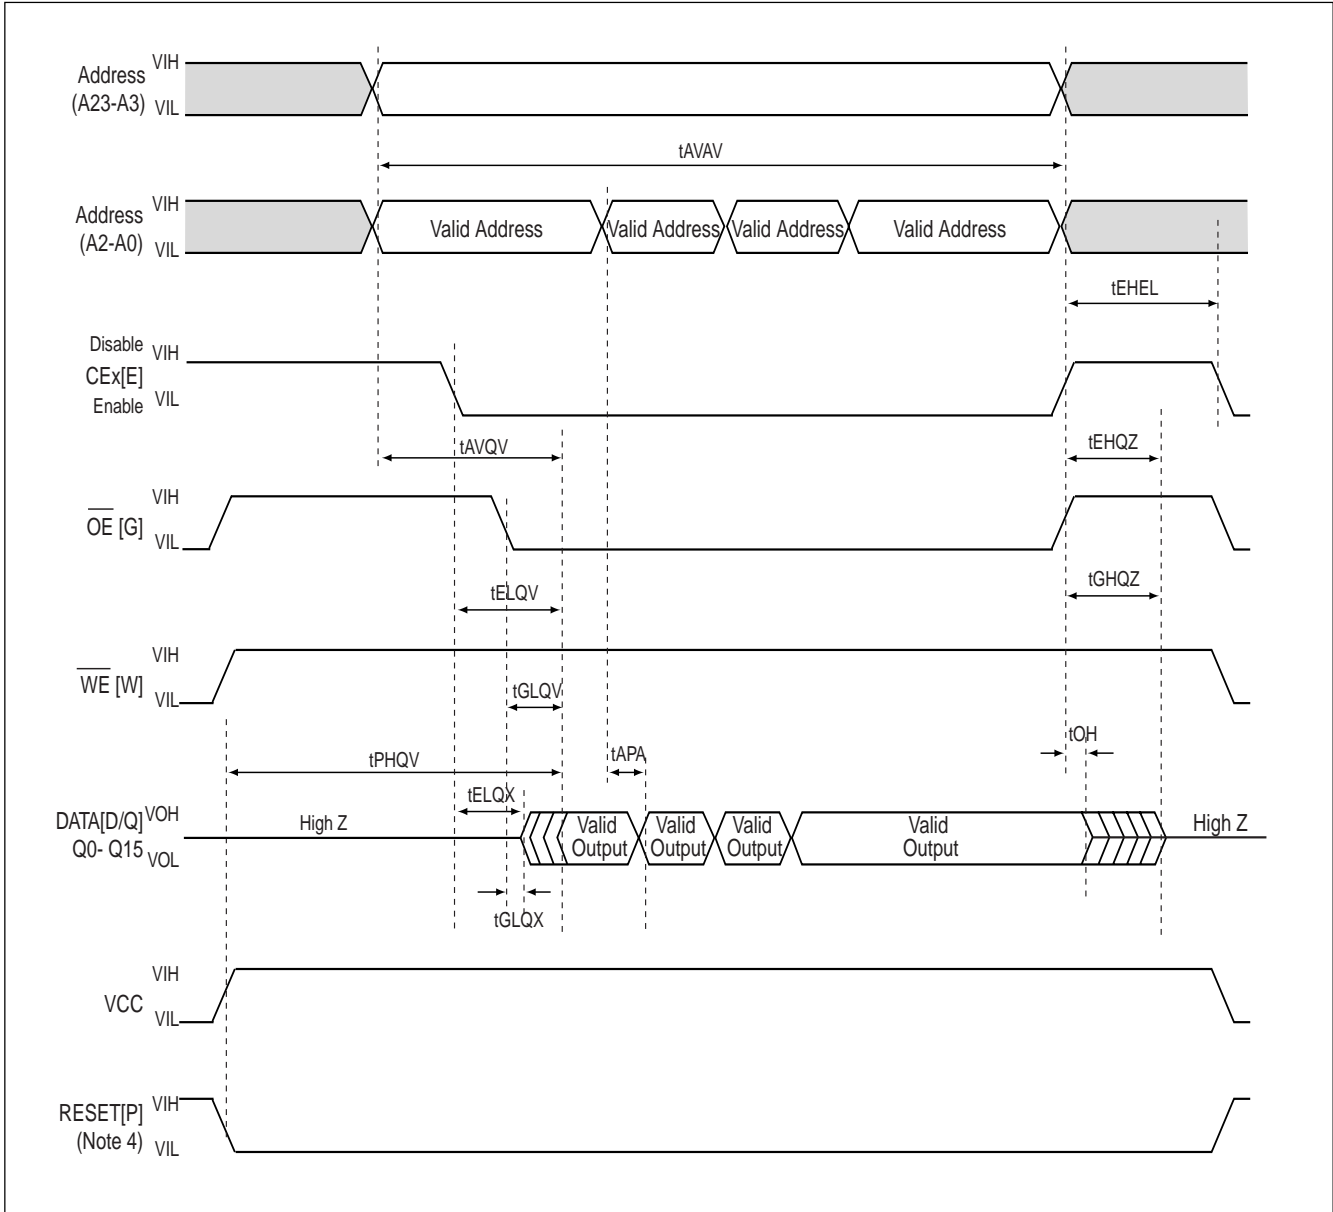 Address VIH
(A23-A3) VIL
tAVAV
Address VIH
(A2-A0) VIL
Valid Address Valid Address Valid Address Valid Address
tEHEL
Disable VIH
CEx[E]
Enable VIL
tAVQV tEHQZ
VIH
OE [G]
VIL
tELQV tGHQZ
VIH
WE [W]
VIL
tGLQV
tOH
tPHQV tAPA
tELQX
DATA[D/Q] VOH
Q0- Q15 VOL
High Z
Valid Output
Valid Output
Valid Output
Valid Output
High Z
tGLQX
VIH
VCC
VIL
RESET[P] VIH
(Note 4) VIL